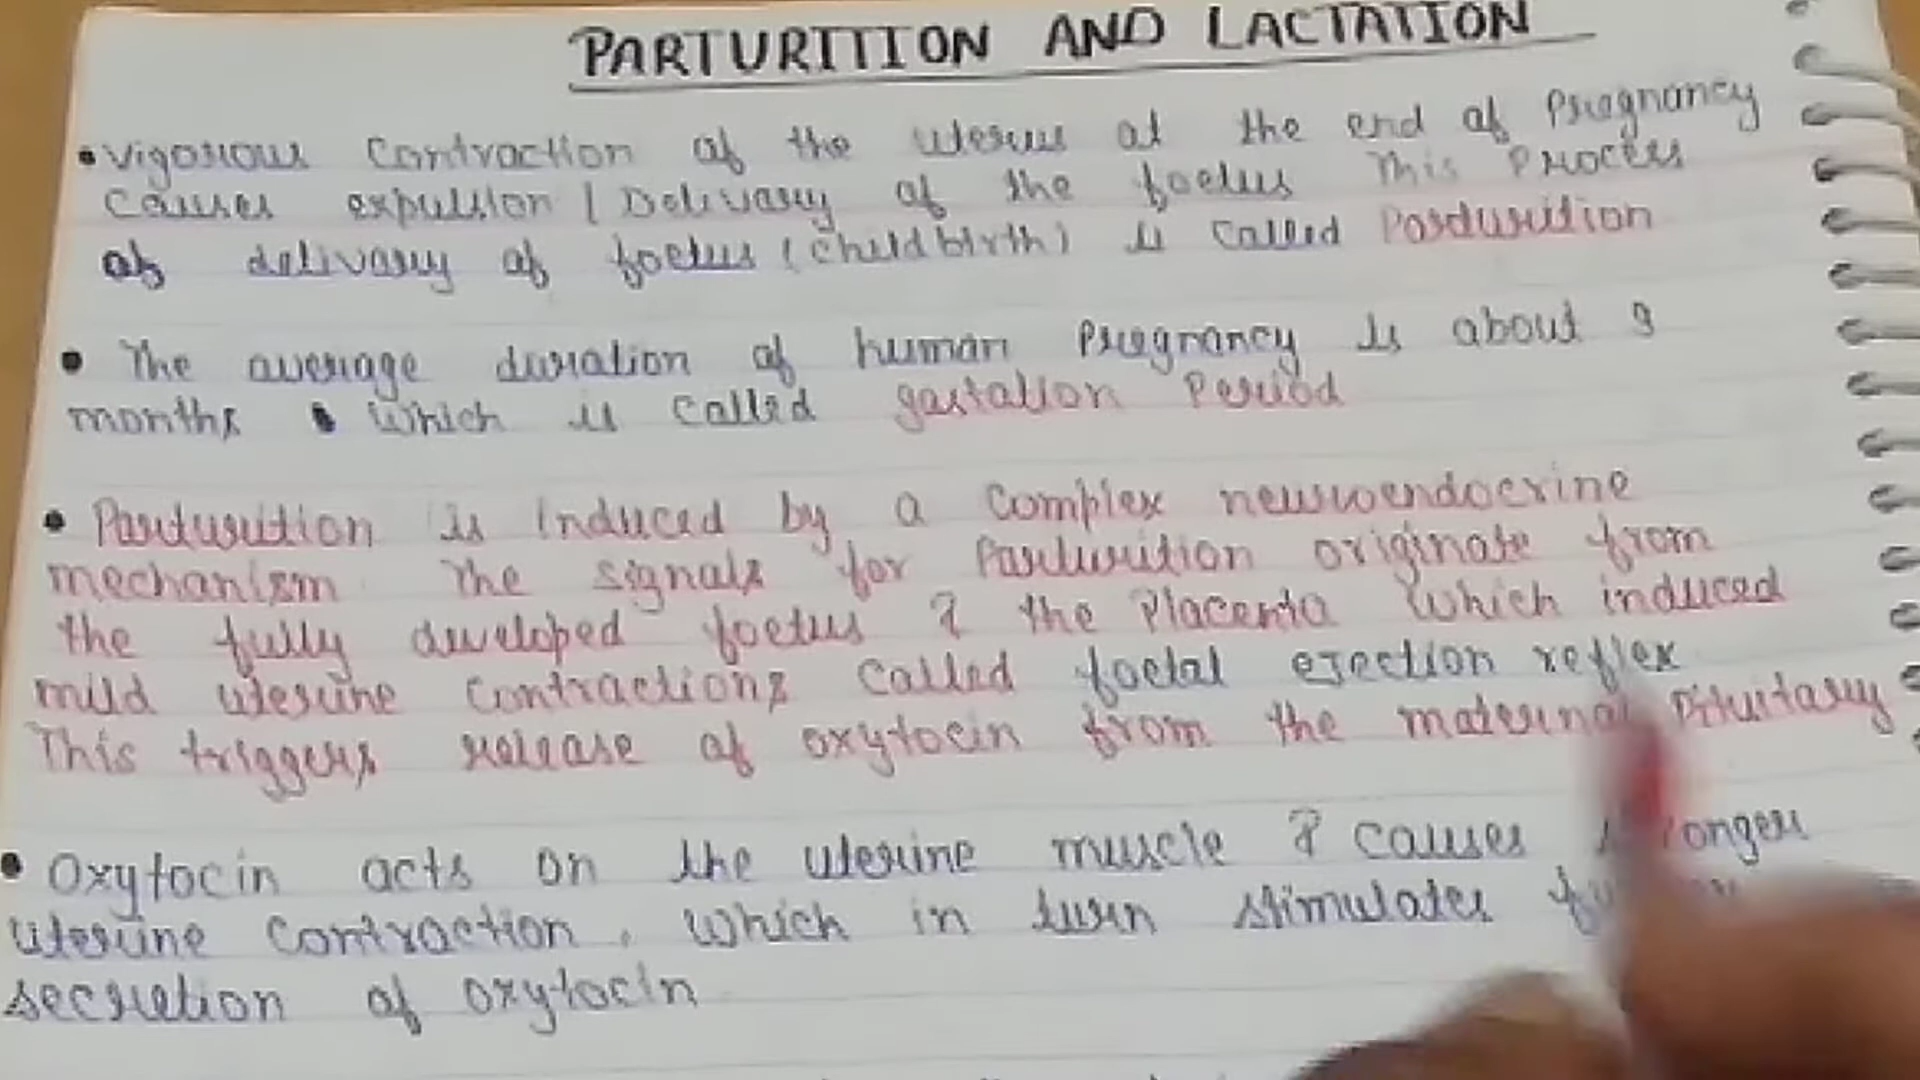 PARTURITION AND LACTATION
• Vigorous contraction of the uterus at the end of Pregnancy
causes expulsion / Delivary of the foetus This Process
of delivary of foetus (childbirth) is called Parturition
• The average duration of human Pregnancy is about 9
months which is called gastation Period
• Parturition is induced by a complex neuroendocrine
mechanism The signals for Parturition originate from
the fully developed foetus & the Placenta which induced
mild uterine contractions called foetal ejection reflex
This triggers release of oxytocin from the maternal Pituitary
• Oxytocin acts on the uterine muscle & causes
uterine contraction, which in turn stimulates
secretion of oxytocin